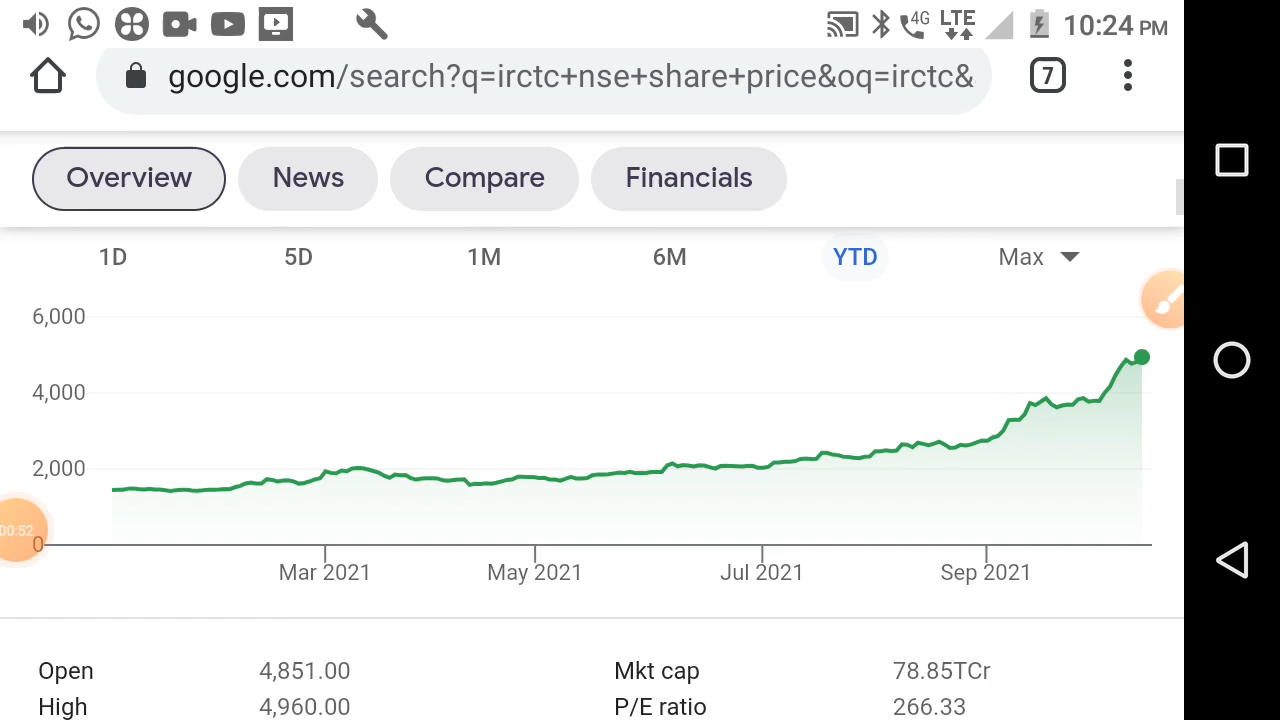 4G LTE 10:24 PM
google.com/search?q=irctc+nse+share+price&oq=irctc& 7
Overview News Compare Financials
1D 5D 1M 6M YTD Max
6,000
4,000
2,000
00:52
0
Mar 2021 May 2021 Jul 2021 Sep 2021
Open 4,851.00 Mkt cap 78.85TCr
High 4,960.00 P/E ratio 266.33